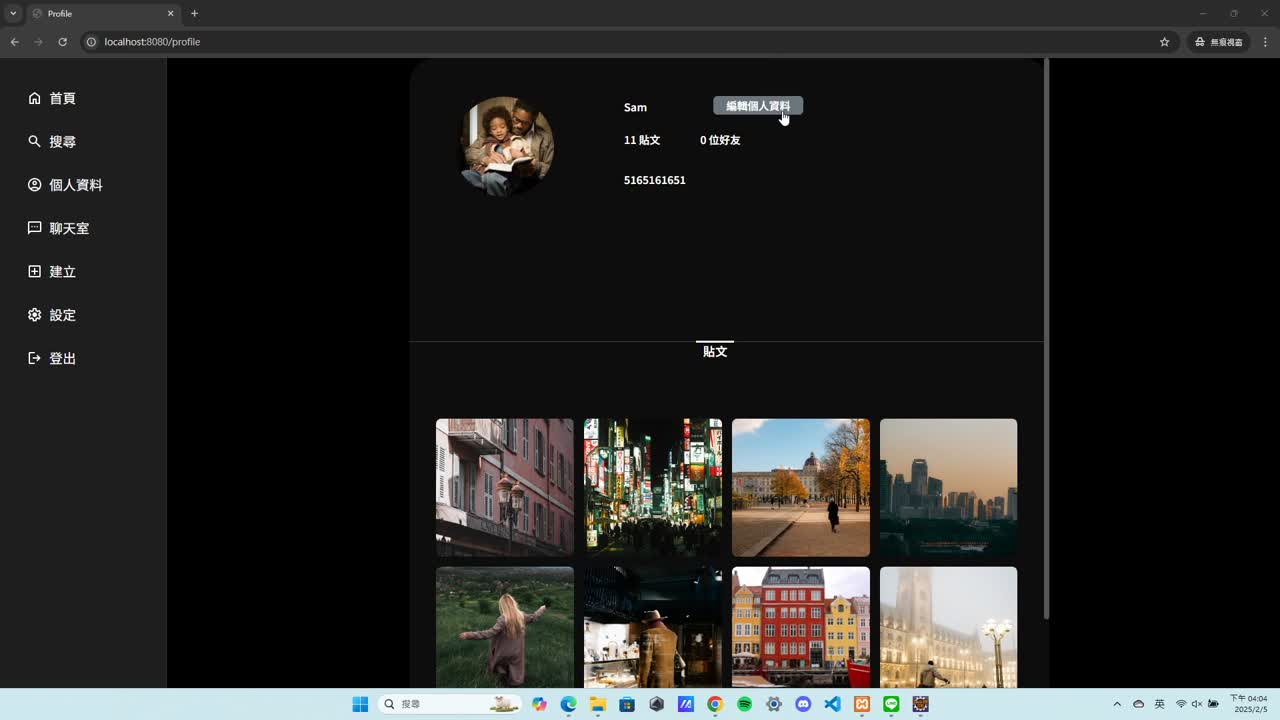 Profile
localhost:8080/profile
無痕視窗
首頁
搜尋
個人資料
聊天室
建立
設定
登出
Sam
編輯個人資料
11 貼文
0 位好友
5165161651
貼文
搜尋
英
下午 04:04
2025/2/5